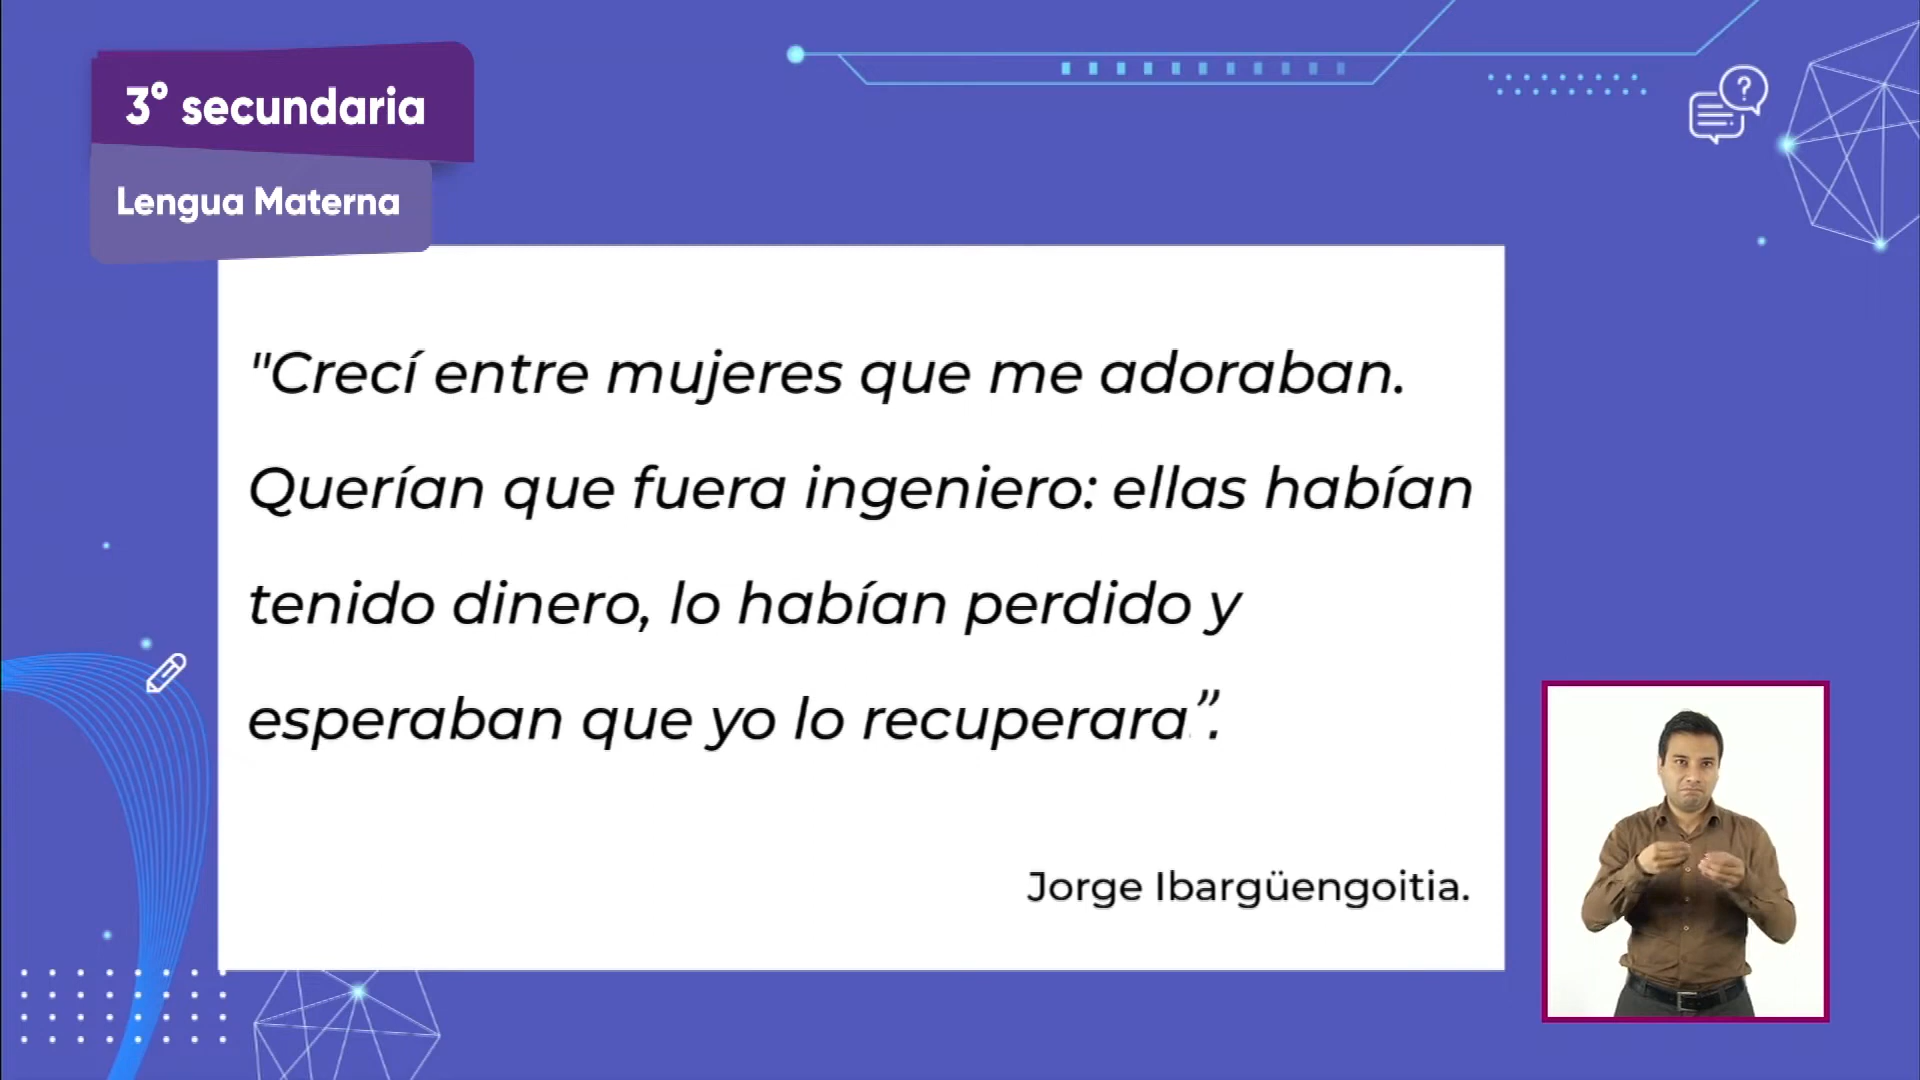 3° secundaria
Lengua Materna
"Crecí entre mujeres que me adoraban.
Querían que fuera ingeniero: ellas habían
tenido dinero, lo habían perdido y
esperaban que yo lo recuperara”.
Jorge Ibargüengoitia.